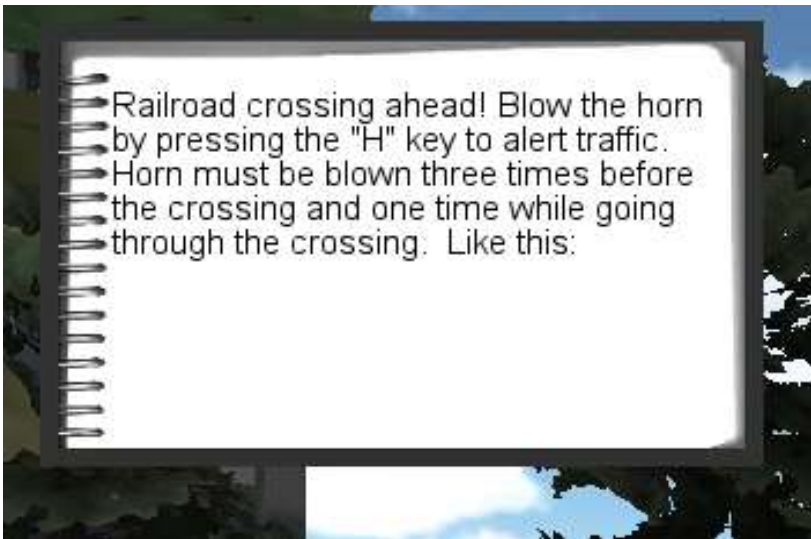 Railroad crossing ahead! Blow the horn
by pressing the "H" key to alert traffic.
Horn must be blown three times before
the crossing and one time while going
through the crossing.  Like this: